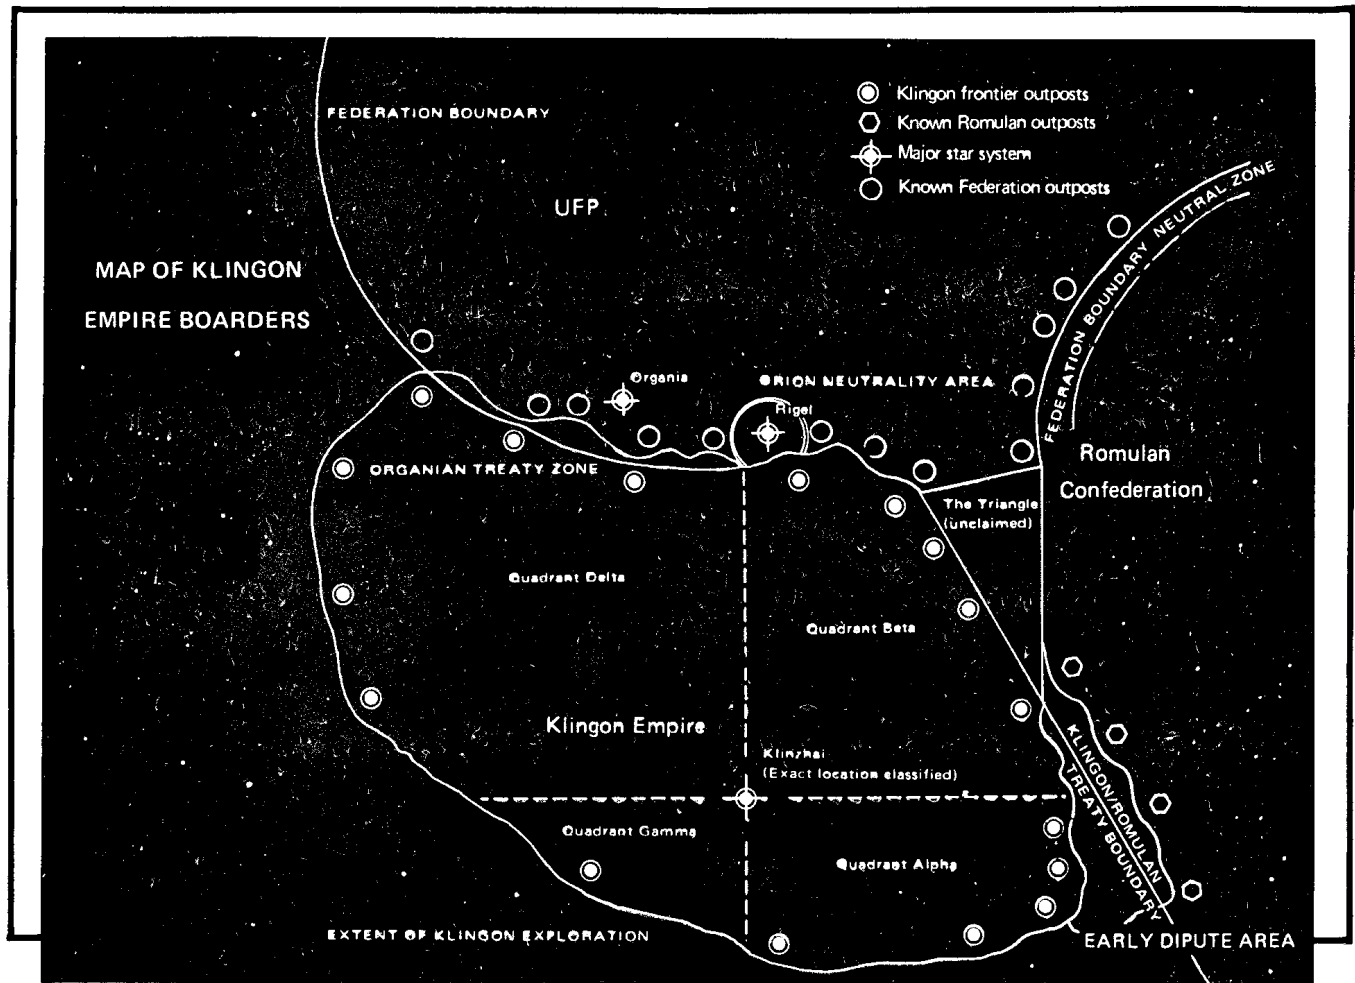 FEDERATION BOUNDARY
Klingon frontier outposts
Known Romulan outposts
Major star system
Known Federation outposts
UFP
FEDERATION BOUNDARY NEUTRAL ZONE
MAP OF KLINGON
EMPIRE BOARDERS
Organia
ORION NEUTRALITY AREA
Rigel
ORGANIAN TREATY ZONE
Romulan
Confederation
The Triangle
(unclaimed)
Quadrant Delta
Quadrant Beta
Klingon Empire
Klinzhai
(Exact location classified)
KLINGON/ROMULAN
TREATY BOUNDARY
Quadrant Gamma
Quadrant Alpha
EXTENT OF KLINGON EXPLORATION
EARLY DIPUTE AREA